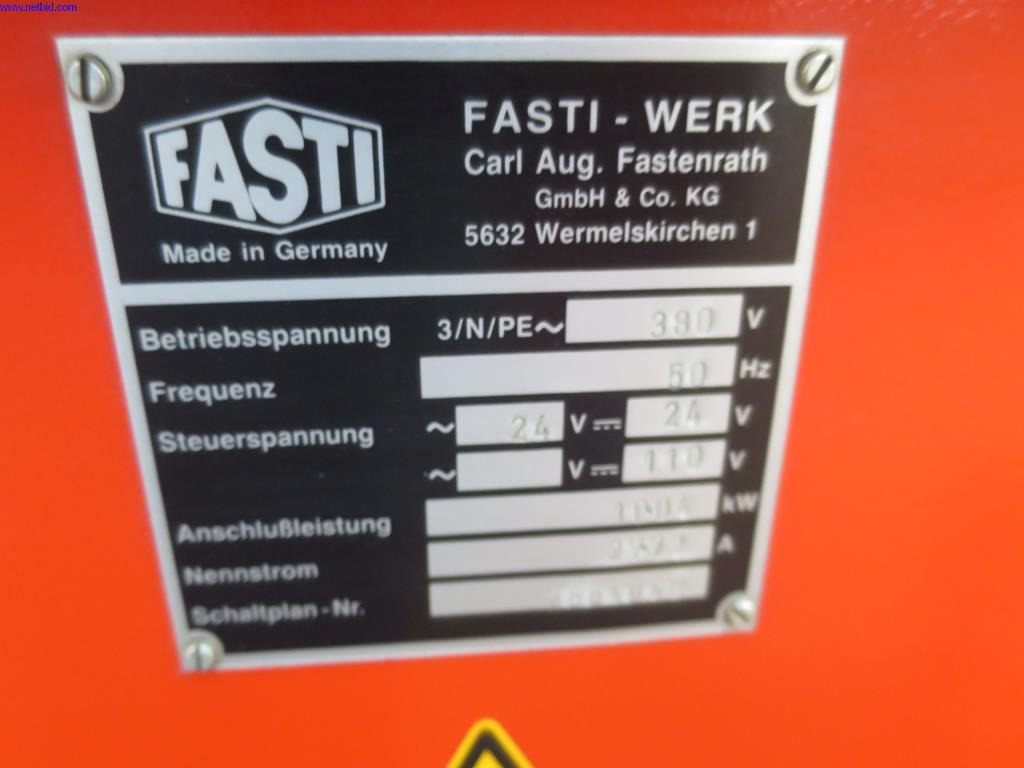 www.netbid.com
FASTI
Made in Germany
FASTI - WERK
Carl Aug. Fastenrath
GmbH & Co. KG
5632 Wermelskirchen 1
Betriebsspannung 3/N/PE~ 380 V
Frequenz 50 Hz
Steuerspannung ~ 24 V ⎓ 24 V
~ V ⎓ 110 V
Anschlußleistung kW
Nennstrom A
Schaltplan-Nr.